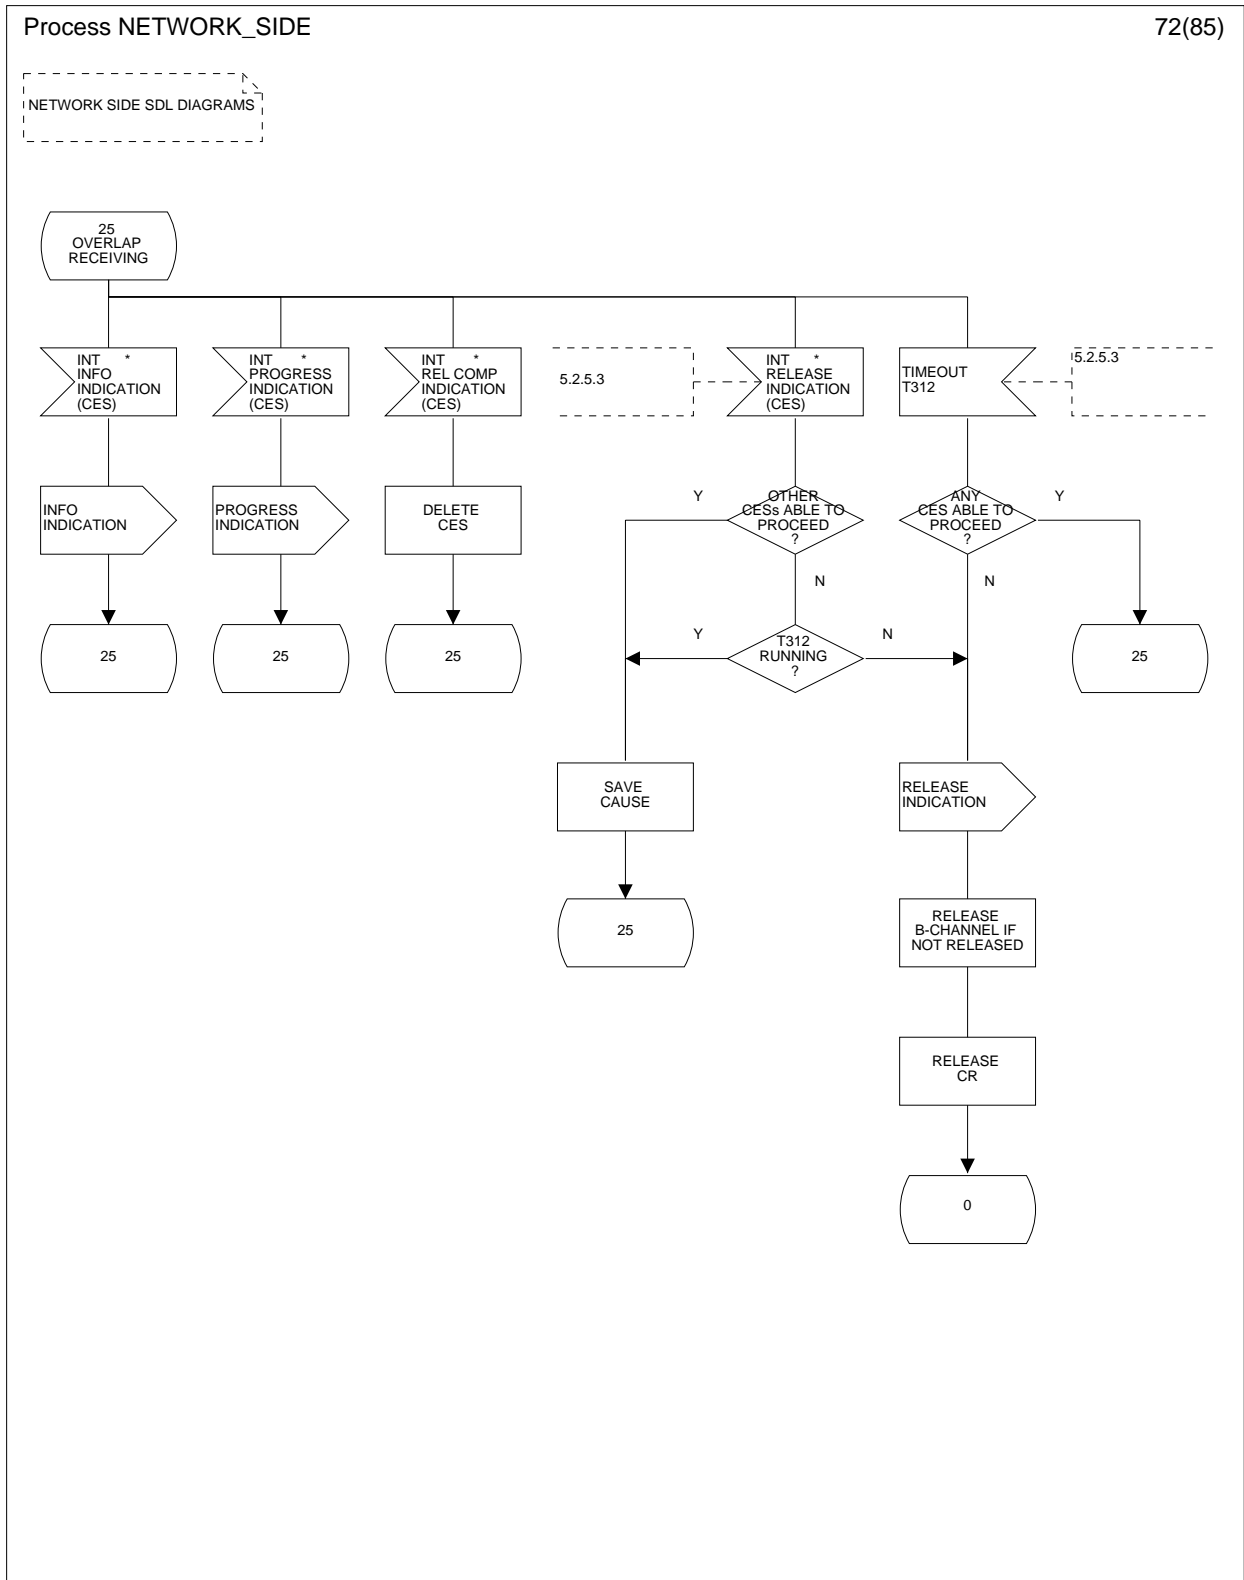 Process NETWORK_SIDE
72(85)
NETWORK SIDE SDL DIAGRAMS
25
OVERLAP
RECEIVING
INT *
INFO
INDICATION
(CES)
INT *
PROGRESS
INDICATION
(CES)
INT *
REL COMP
INDICATION
(CES)
5.2.5.3
INT *
RELEASE
INDICATION
(CES)
TIMEOUT
T312
5.2.5.3
INFO
INDICATION
PROGRESS
INDICATION
DELETE
CES
Y
OTHER
CESs ABLE TO
PROCEED
?
N
ANY
CES ABLE TO
PROCEED
?
Y
N
25
25
25
Y
T312
RUNNING
?
N
25
SAVE
CAUSE
RELEASE
INDICATION
25
RELEASE
B-CHANNEL IF
NOT RELEASED
RELEASE
CR
0